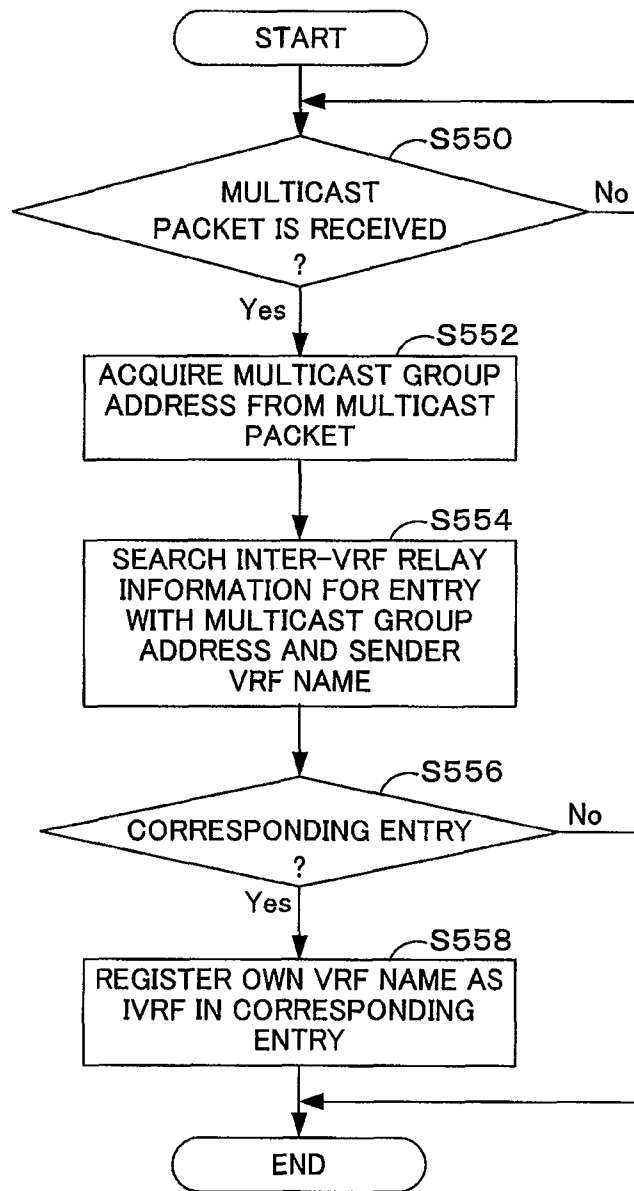 START
S550
MULTICAST
PACKET IS RECEIVED
?
No
Yes
S552
ACQUIRE MULTICAST GROUP
ADDRESS FROM MULTICAST
PACKET
S554
SEARCH INTER-VRF RELAY
INFORMATION FOR ENTRY
WITH MULTICAST GROUP
ADDRESS AND SENDER
VRF NAME
S556
CORRESPONDING ENTRY
?
No
Yes
S558
REGISTER OWN VRF NAME AS
IVRF IN CORRESPONDING
ENTRY
END